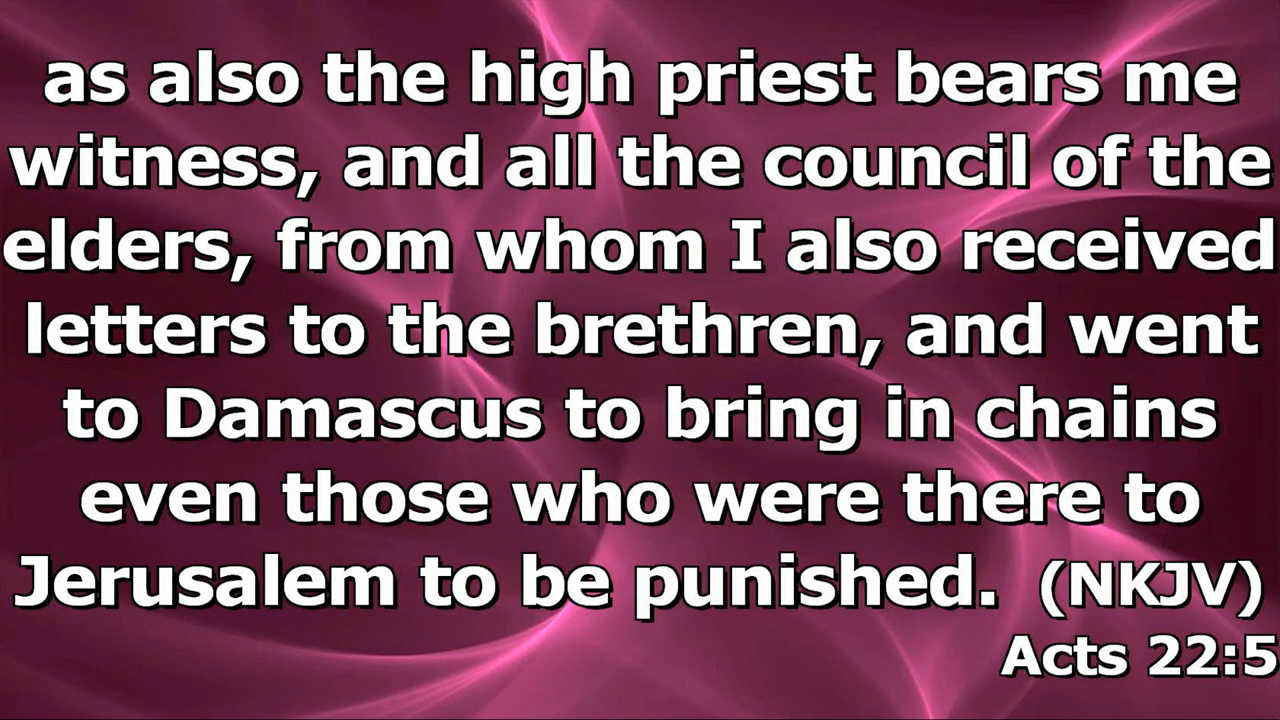 as also the high priest bears me
witness, and all the council of the
elders, from whom I also received
letters to the brethren, and went
to Damascus to bring in chains
even those who were there to
Jerusalem to be punished.  (NKJV)
Acts 22:5